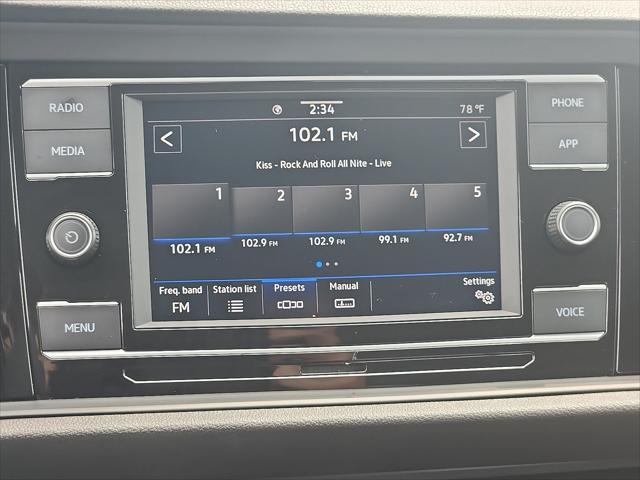 RADIO
MEDIA
MENU
2:34
78 °F
102.1 FM
Kiss - Rock And Roll All Nite - Live
1
2
3
4
5
102.1 FM
102.9 FM
102.9 FM
99.1 FM
92.7 FM
Freq. band
FM
Station list
Presets
Manual
Settings
PHONE
APP
VOICE